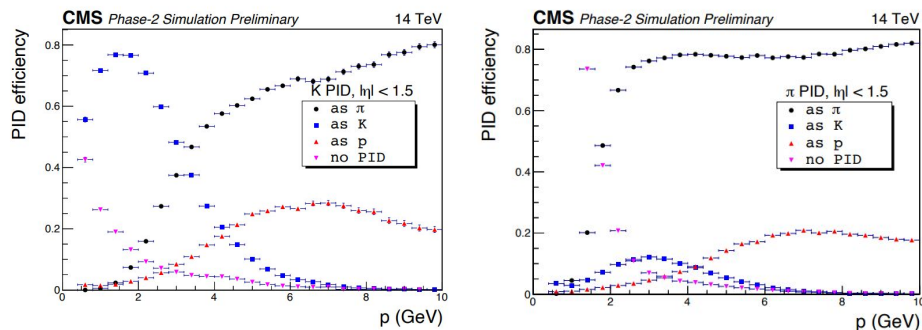 CMS Phase-2 Simulation Preliminary 14 TeV
PID efficiency
0.8
0.6
0.4
0.2
0
K PID, |η| < 1.5
as π
as K
as p
no PID
0 2 4 6 8 10
p (GeV)
CMS Phase-2 Simulation Preliminary 14 TeV
PID efficiency
0.8
0.6
0.4
0.2
0
π PID, |η| < 1.5
as π
as K
as p
no PID
0 2 4 6 8 10
p (GeV)